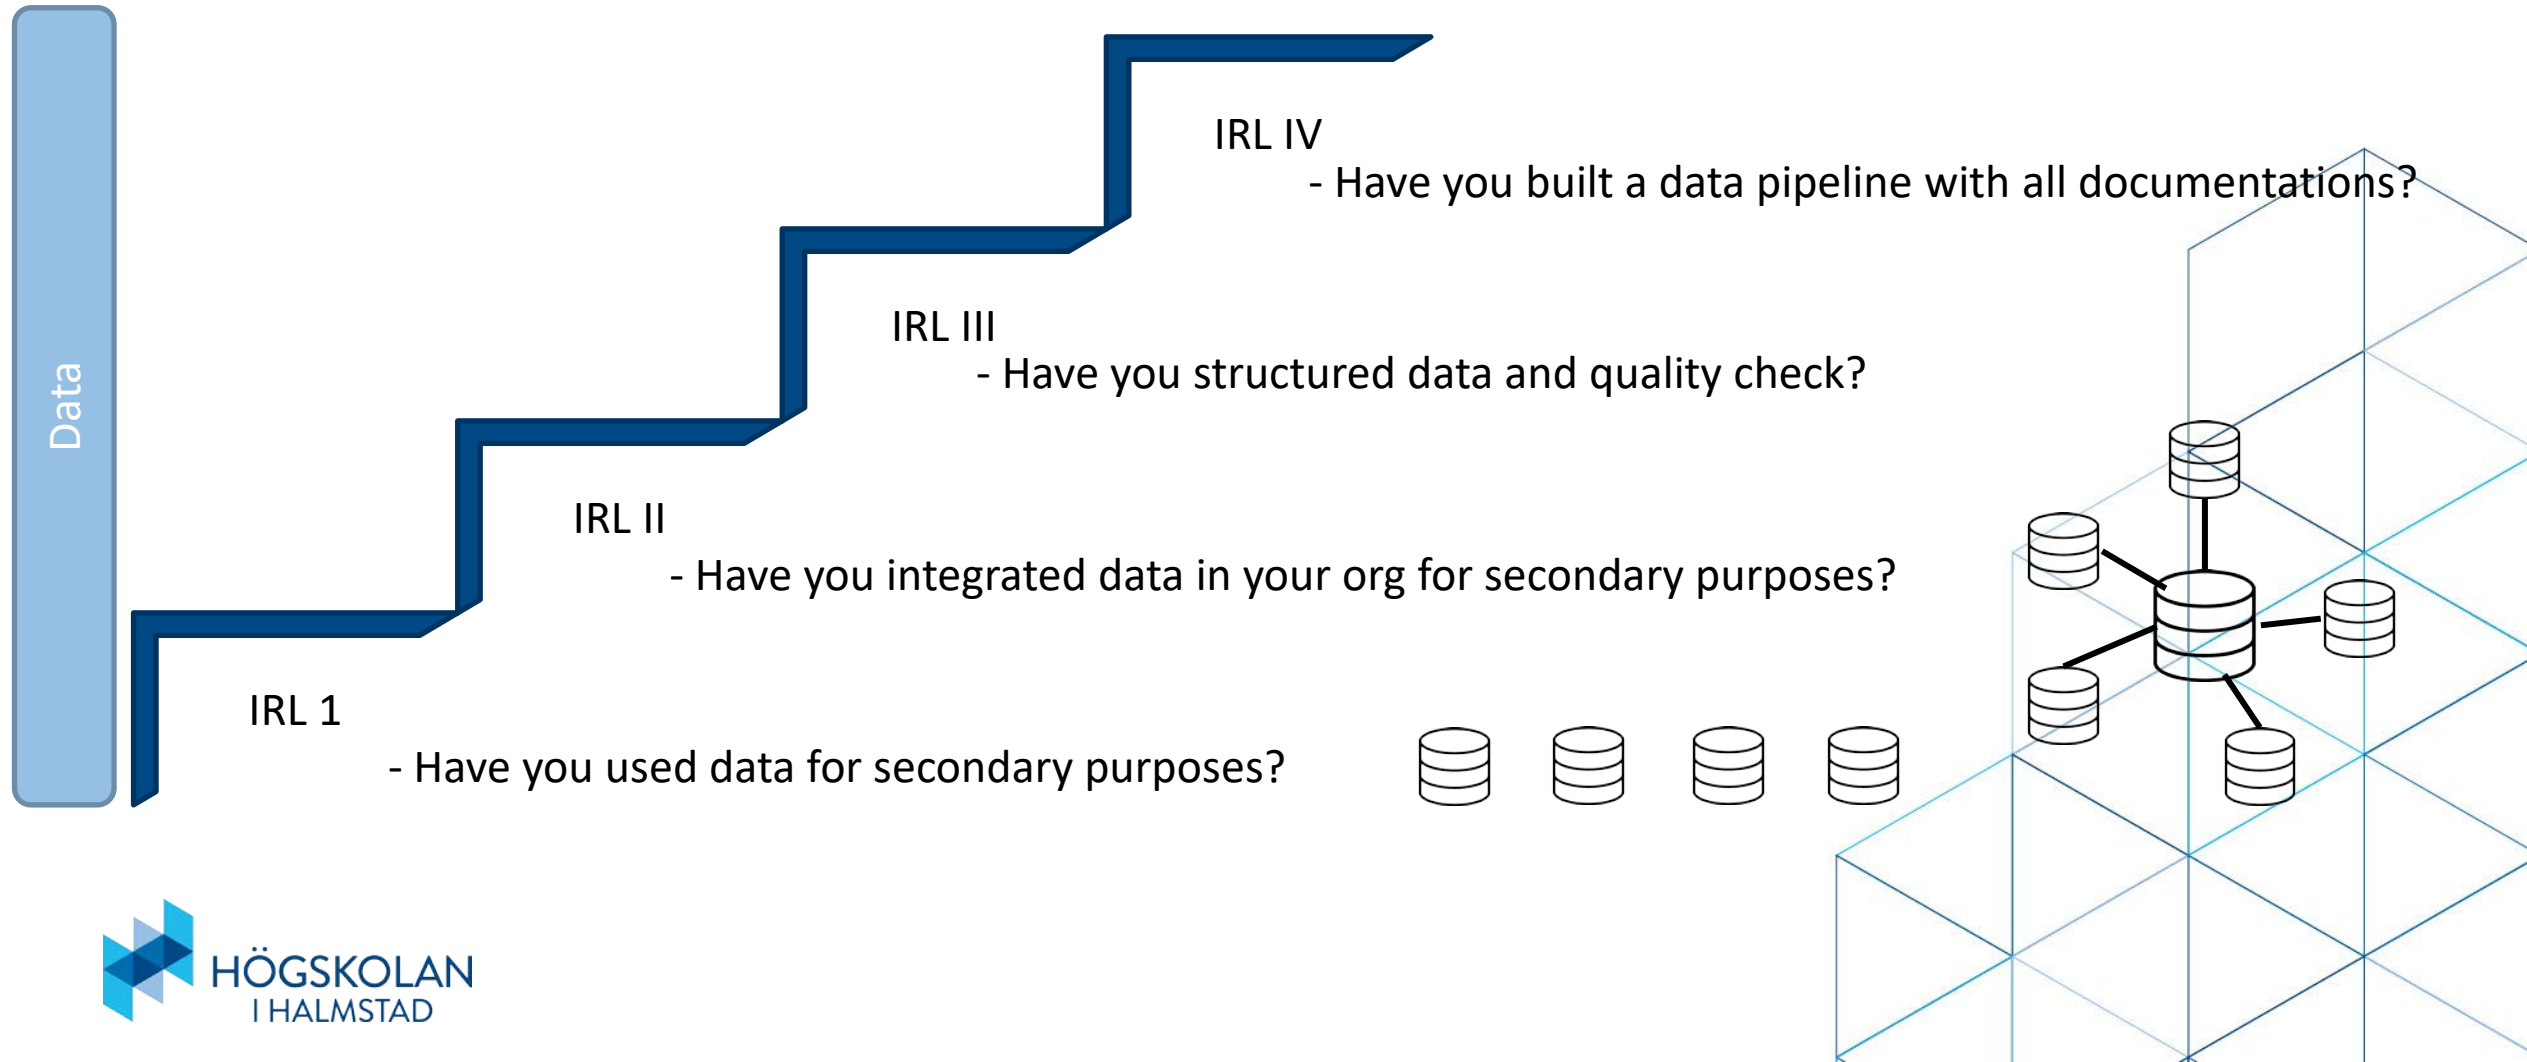 Data
IRL IV
- Have you built a data pipeline with all documentations?
IRL III
- Have you structured data and quality check?
IRL II
- Have you integrated data in your org for secondary purposes?
IRL 1
- Have you used data for secondary purposes?
HÖGSKOLAN
I HALMSTAD